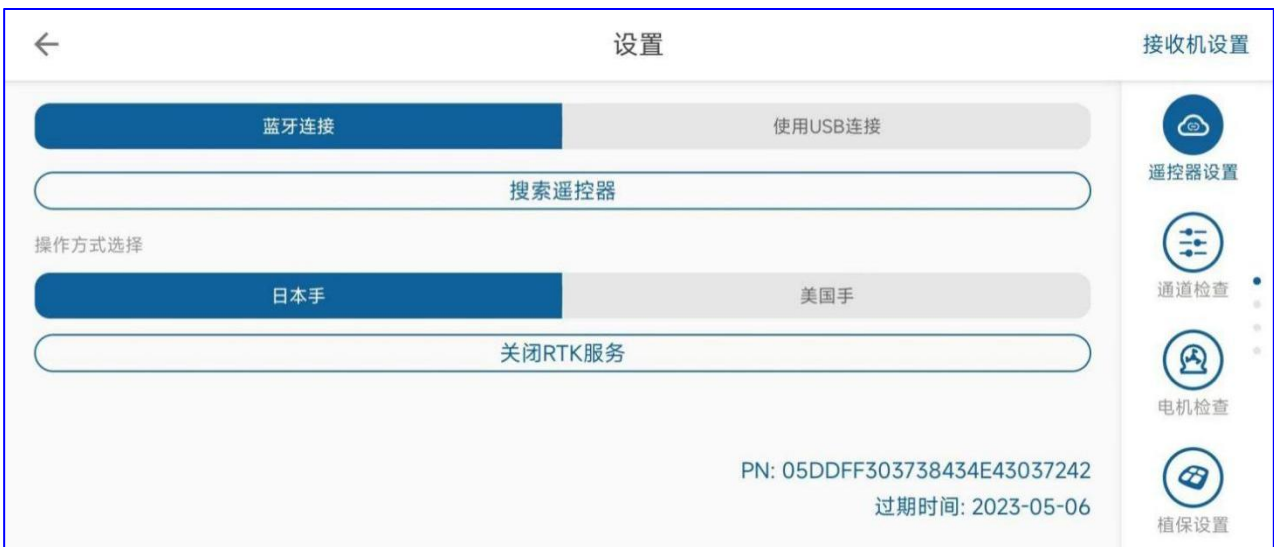 设置
接收机设置
蓝牙连接
使用USB连接
搜索遥控器
操作方式选择
日本手
美国手
关闭RTK服务
PN: 05DDFF303738434E43037242
过期时间: 2023-05-06
遥控器设置
通道检查
电机检查
植保设置